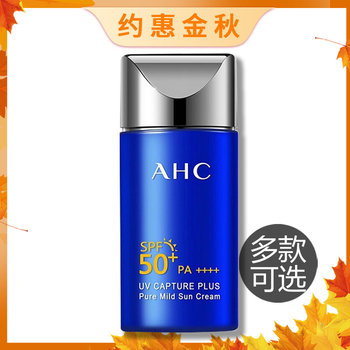 约惠金秋
AHC
SPF
50+ PA ++++
UV CAPTURE PLUS
Pure Mild Sun Cream
多款
可选